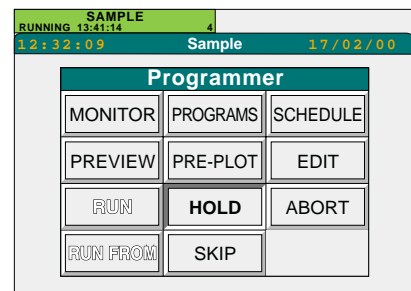 SAMPLE
RUNNING 13:41:14 4
12:32:09 Sample 17/02/00
Programmer
MONITOR PROGRAMS SCHEDULE
PREVIEW PRE-PLOT EDIT
RUN HOLD ABORT
RUN FROM SKIP